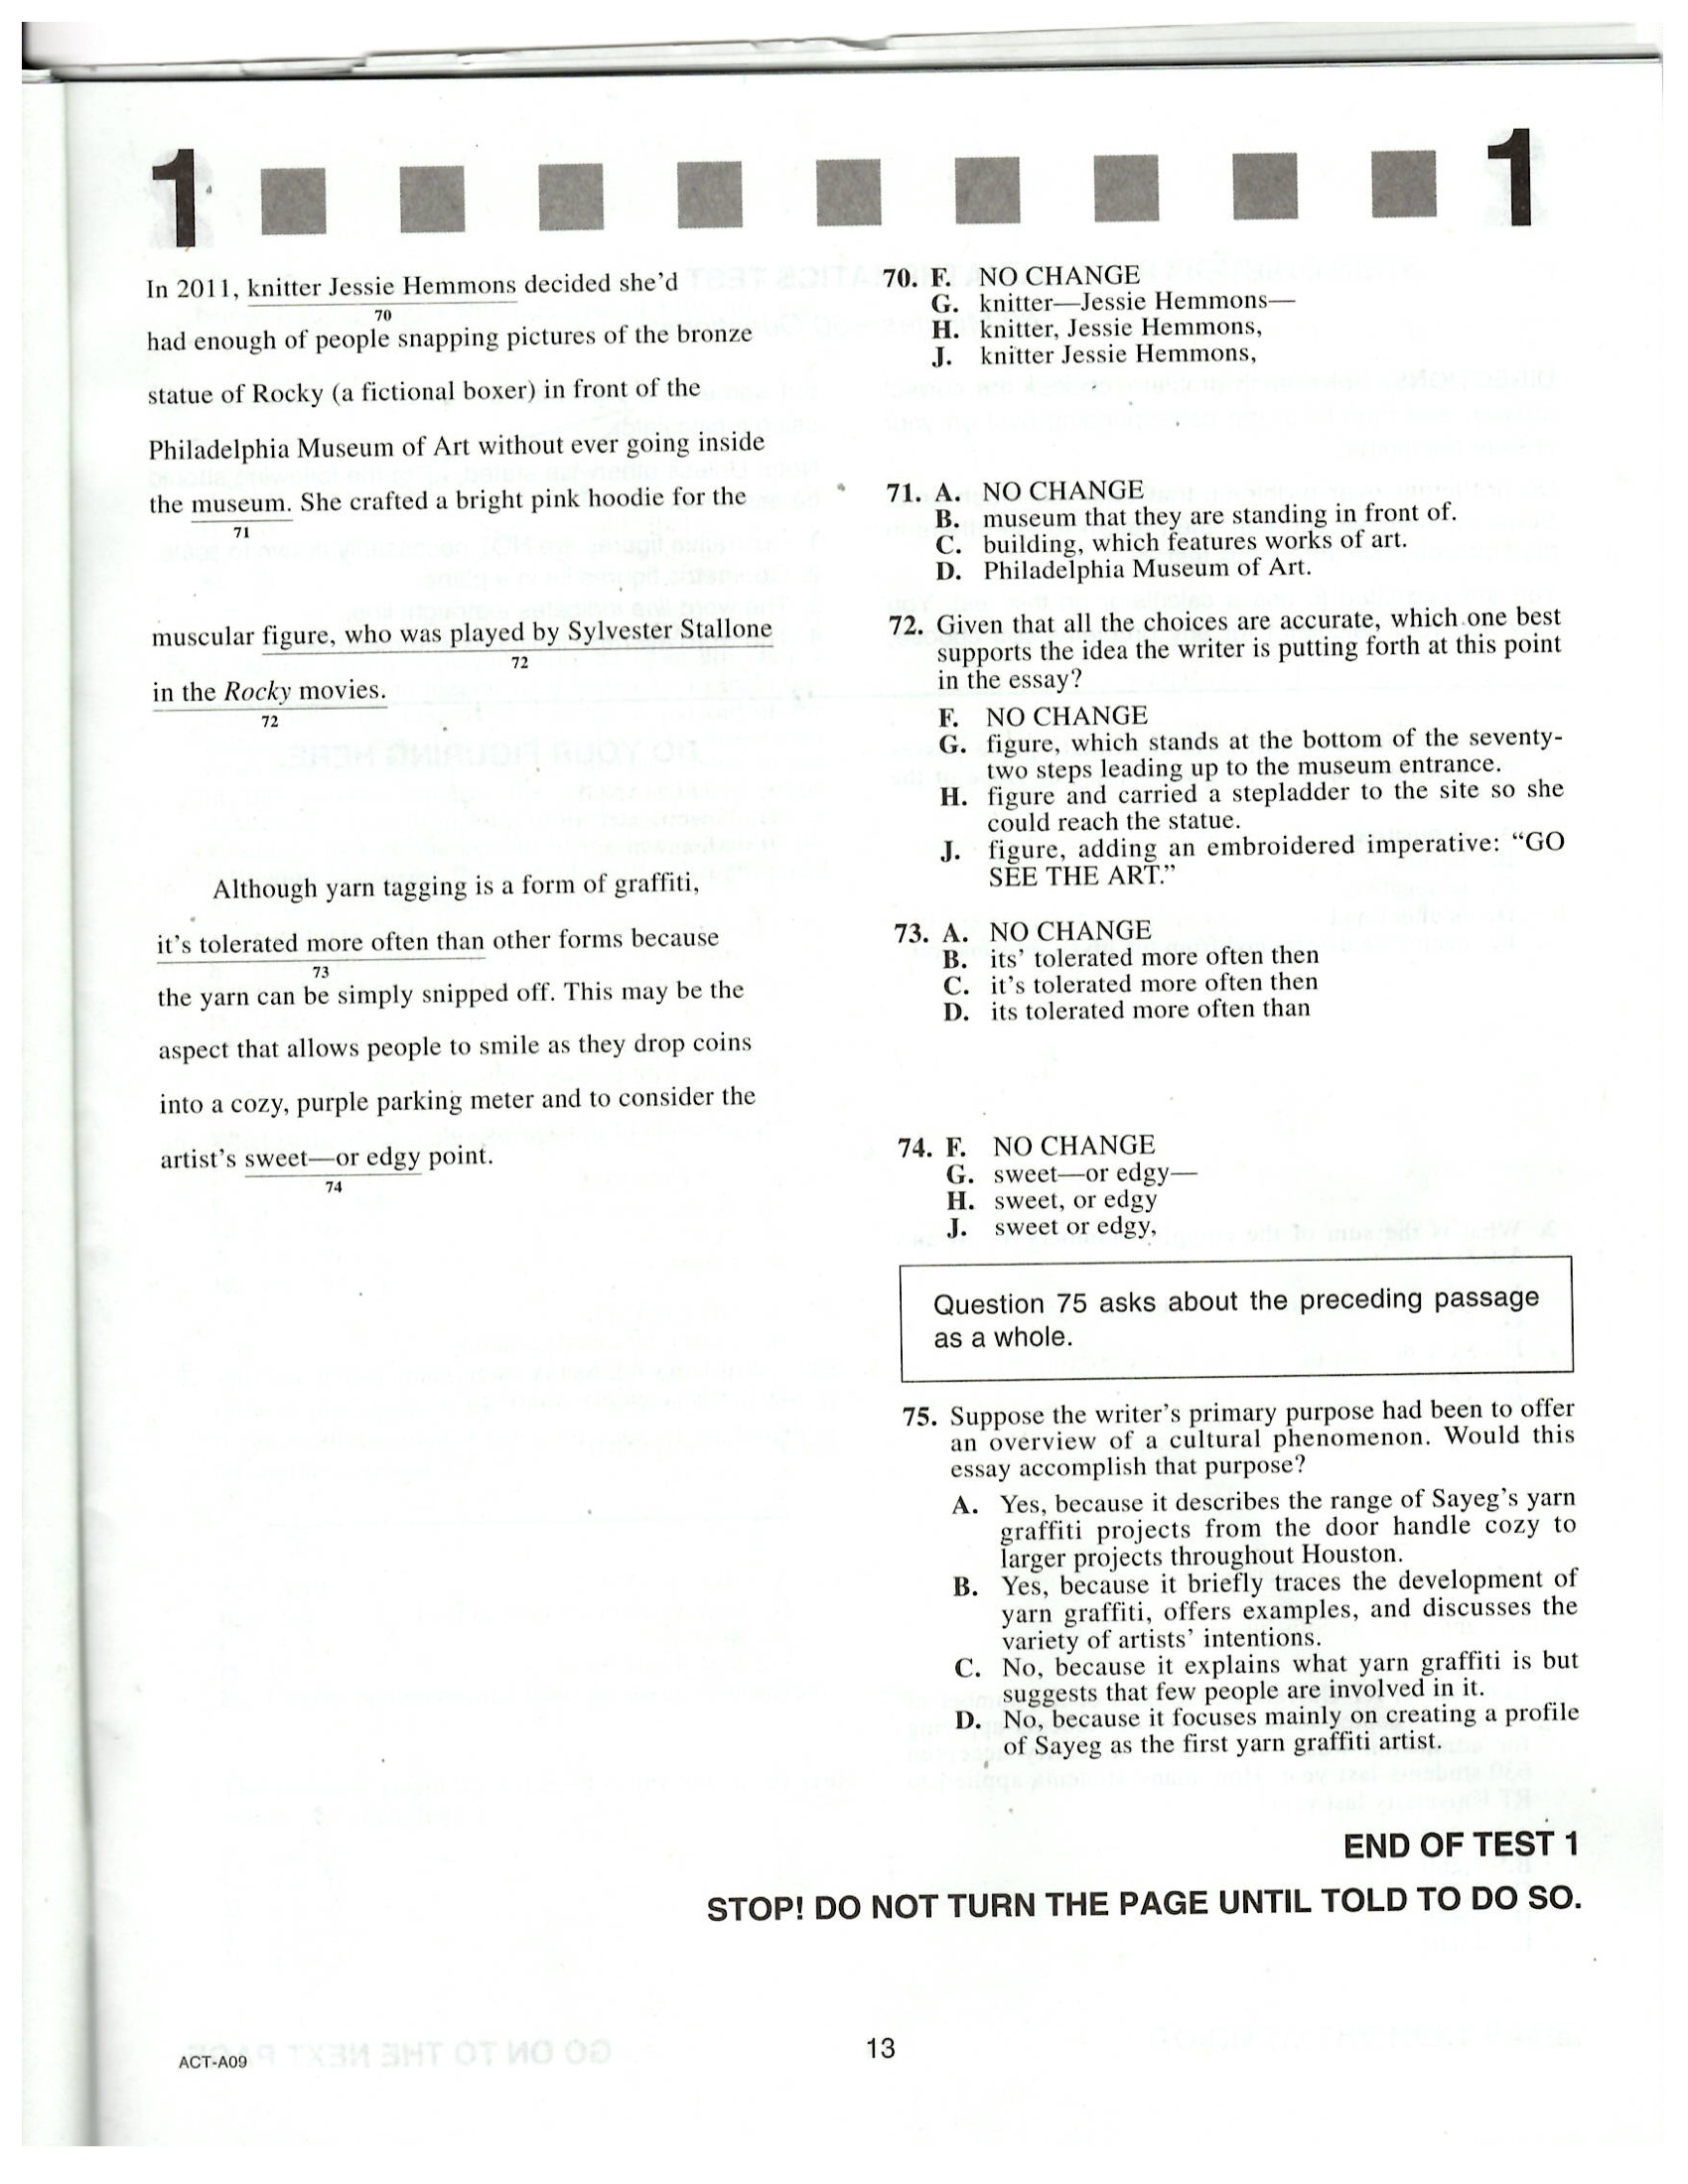 1 1
In 2011, knitter Jessie Hemmons decided she'd
70
had enough of people snapping pictures of the bronze
statue of Rocky (a fictional boxer) in front of the
Philadelphia Museum of Art without ever going inside
the museum. She crafted a bright pink hoodie for the
71
muscular figure, who was played by Sylvester Stallone
72
in the Rocky movies.
72
Although yarn tagging is a form of graffiti,
it's tolerated more often than other forms because
73
the yarn can be simply snipped off. This may be the
aspect that allows people to smile as they drop coins
into a cozy, purple parking meter and to consider the
artist's sweet—or edgy point.
74
70. F. NO CHANGE
G. knitter—Jessie Hemmons—
H. knitter, Jessie Hemmons,
J. knitter Jessie Hemmons,
71. A. NO CHANGE
B. museum that they are standing in front of.
C. building, which features works of art.
D. Philadelphia Museum of Art.
72. Given that all the choices are accurate, which one best
supports the idea the writer is putting forth at this point
in the essay?
F. NO CHANGE
G. figure, which stands at the bottom of the seventy-
two steps leading up to the museum entrance.
H. figure and carried a stepladder to the site so she
could reach the statue.
J. figure, adding an embroidered imperative: “GO
SEE THE ART.”
73. A. NO CHANGE
B. its' tolerated more often then
C. it's tolerated more often then
D. its tolerated more often than
74. F. NO CHANGE
G. sweet—or edgy—
H. sweet, or edgy
J. sweet or edgy,
Question 75 asks about the preceding passage
as a whole.
75. Suppose the writer's primary purpose had been to offer
an overview of a cultural phenomenon. Would this
essay accomplish that purpose?
A. Yes, because it describes the range of Sayeg's yarn
graffiti projects from the door handle cozy to
larger projects throughout Houston.
B. Yes, because it briefly traces the development of
yarn graffiti, offers examples, and discusses the
variety of artists' intentions.
C. No, because it explains what yarn graffiti is but
suggests that few people are involved in it.
D. No, because it focuses mainly on creating a profile
of Sayeg as the first yarn graffiti artist.
END OF TEST 1
STOP! DO NOT TURN THE PAGE UNTIL TOLD TO DO SO.
ACT-A09
13